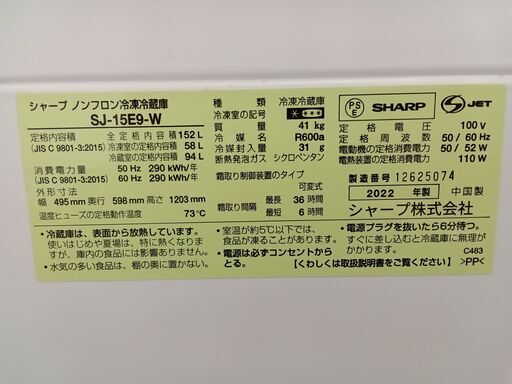 シャープ ノンフロン冷凍冷蔵庫
SJ-15E9-W
定格内容積 全定格内容積 152 L
(JIS C 9801-3:2015) 冷凍室の定格内容積 58 L
冷蔵室の定格内容積 94 L
消費電力量 50 Hz 290 kWh/年
(JIS C 9801-3:2015) 60 Hz 290 kWh/年
外形寸法
幅 495 mm 奥行 598 mm 高さ 1203 mm
温度ヒューズの定格動作温度 73℃
種類 冷凍冷蔵庫
冷凍室の記号
質量 41 kg
冷媒 R600a
冷媒封入量 31 g
断熱発泡ガス シクロペンタン
霜取り制御装置のタイプ
可変式
霜取り間隔 最長 36 時間
最短 6 時間
PS
E
SHARP
S JET
定格電圧 100 V
定格周波数 50 / 60 Hz
電動機の定格消費電力 50 / 52 W
電熱装置の定格消費電力 110 W
製造番号 12625074
2022 年製 中国製
シャープ株式会社
•冷蔵庫は、表面から放熱しています。
使いはじめや夏場は、特に熱くなりま
すが、庫内の食品には影響ありません。
•水気の多い食品は、棚の奥に置かない。
•室温が約5℃以下では、
食品が凍ることがあります。
•電源は必ずコンセントから
とる。
•電源プラグを抜いたら6分待つ。
すぐに差し込むと冷蔵庫に無理が
かかります。
C483
【くわしくは取扱説明書をご覧ください】 >PP<